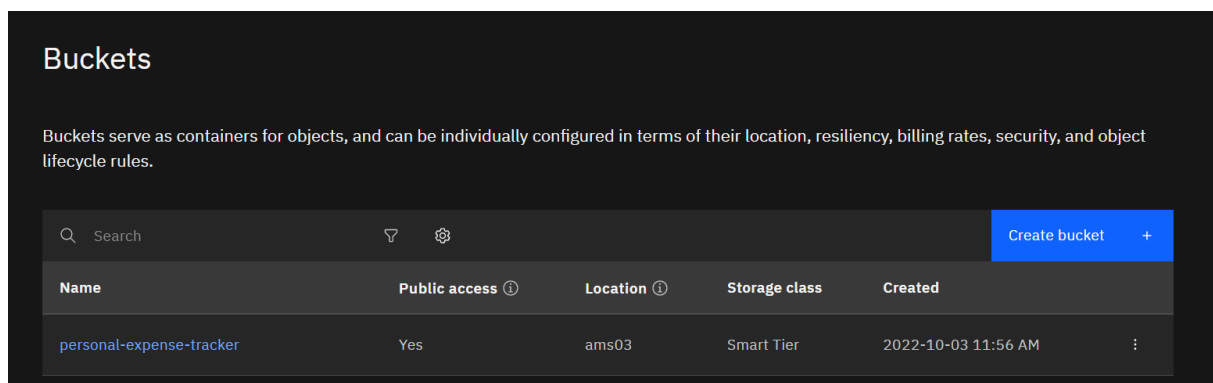 Buckets
Buckets serve as containers for objects, and can be individually configured in terms of their location, resiliency, billing rates, security, and object
lifecycle rules.
Search Create bucket +
Name Public access Location Storage class Created
personal-expense-tracker Yes ams03 Smart Tier 2022-10-03 11:56 AM